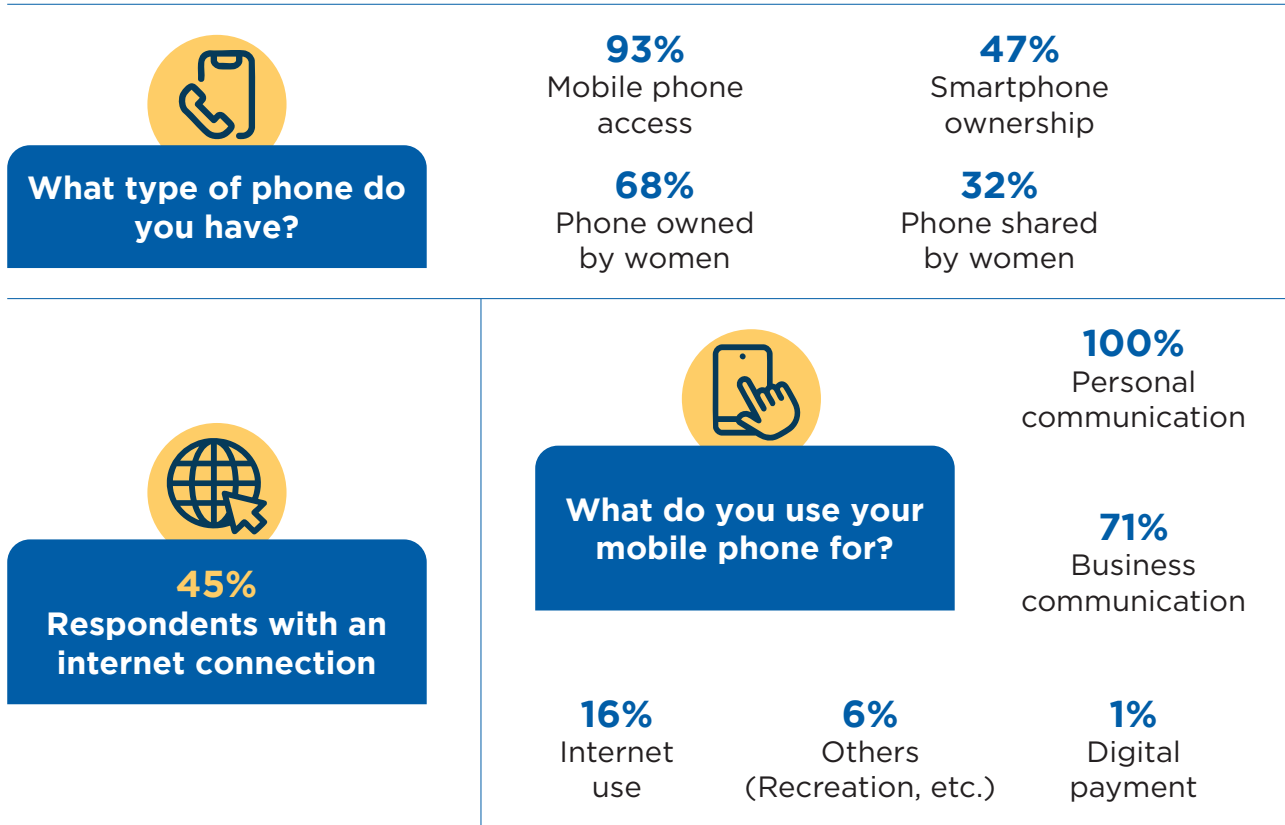 What type of phone do
you have?
93%
Mobile phone
access
47%
Smartphone
ownership
68%
Phone owned
by women
32%
Phone shared
by women
45%
Respondents with an
internet connection
What do you use your
mobile phone for?
100%
Personal
communication
71%
Business
communication
16%
Internet
use
6%
Others
(Recreation, etc.)
1%
Digital
payment